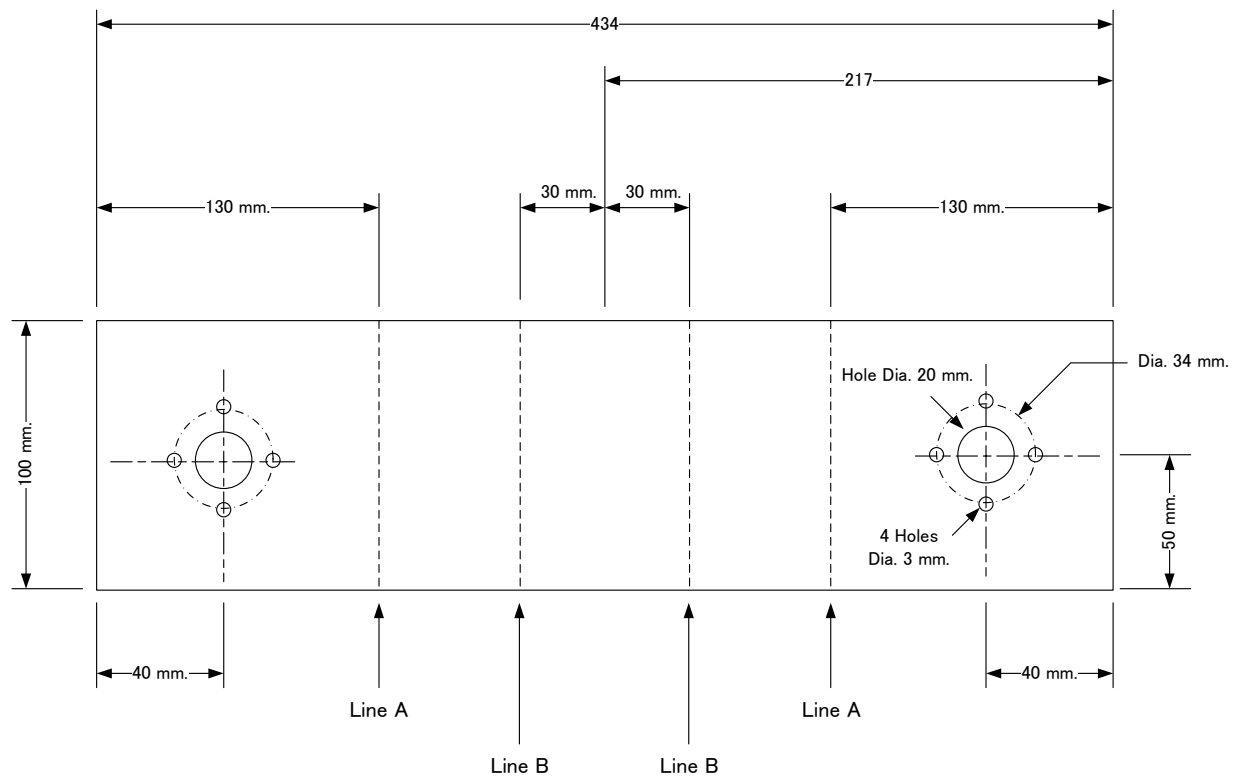 434
217
130 mm.
30 mm.
30 mm.
130 mm.
Hole Dia. 20 mm.
Dia. 34 mm.
100 mm.
4 Holes
Dia. 3 mm.
50 mm.
40 mm.
40 mm.
Line A
Line A
Line B
Line B